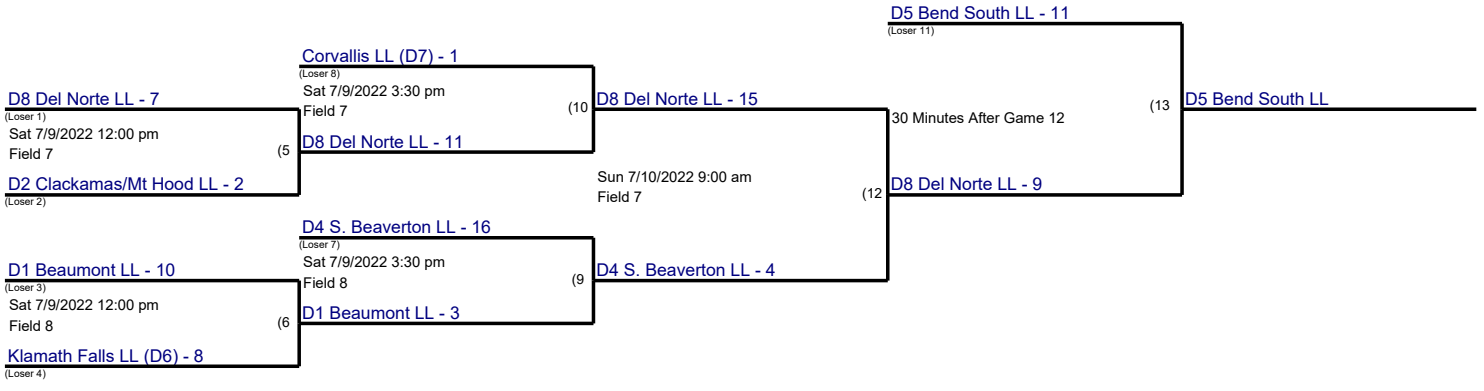 D5 Bend South LL - 11
(Loser 11)
Corvallis LL (D7) - 1
(Loser 8)
Sat 7/9/2022 3:30 pm
Field 7
D8 Del Norte LL - 7
(Loser 1)
Sat 7/9/2022 12:00 pm
Field 7
(5
D2 Clackamas/Mt Hood LL - 2
(Loser 2)
D8 Del Norte LL - 11
(10
D8 Del Norte LL - 15
30 Minutes After Game 12
(13
D5 Bend South LL
Sun 7/10/2022 9:00 am
Field 7
(12
D8 Del Norte LL - 9
D4 S. Beaverton LL - 16
(Loser 7)
Sat 7/9/2022 3:30 pm
Field 8
(9
D4 S. Beaverton LL - 4
D1 Beaumont LL - 10
(Loser 3)
Sat 7/9/2022 12:00 pm
Field 8
(6
D1 Beaumont LL - 3
Klamath Falls LL (D6) - 8
(Loser 4)